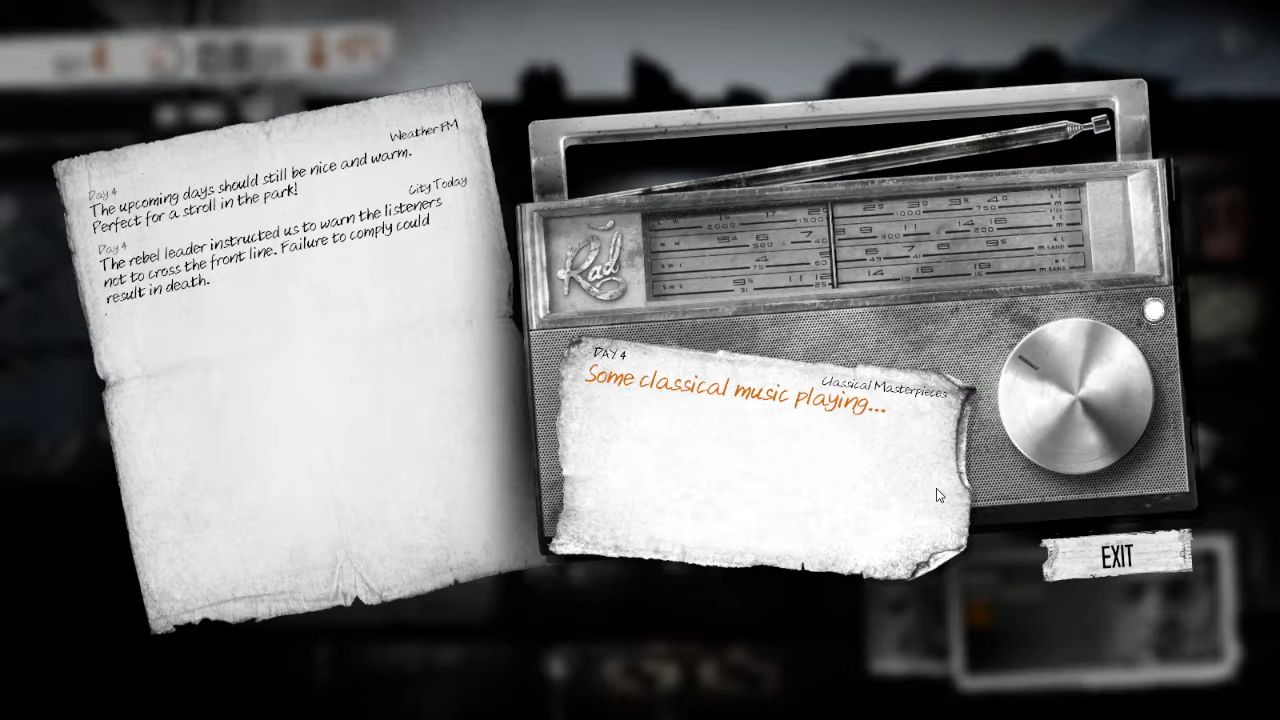 Weather FM
Day 4
The upcoming days should still be nice and warm.
Perfect for a stroll in the park!
City Today
Day 4
The rebel leader instructed us to warn the listeners
not to cross the front line. Failure to comply could
result in death.
Rad
DAY 4
Classical Masterpieces
Some classical music playing...
EXIT